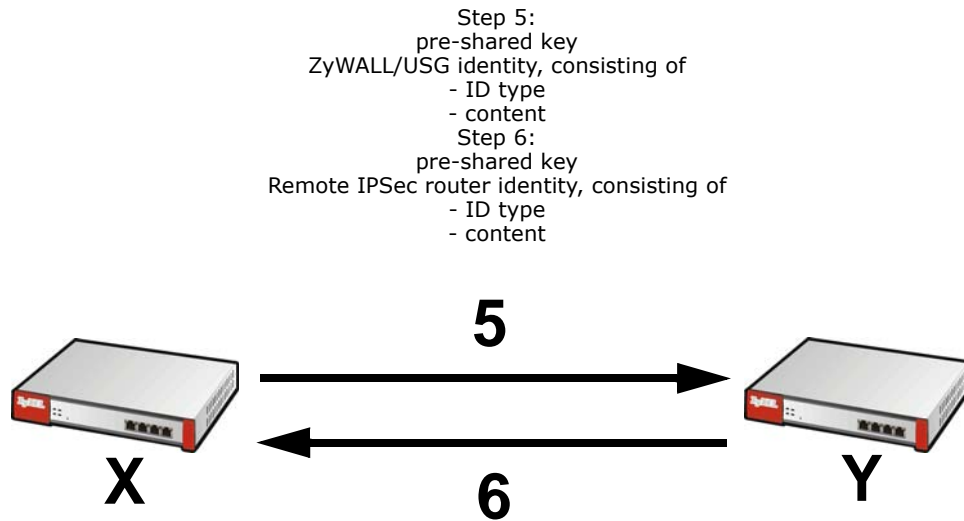 Step 5:
pre-shared key
ZyWALL/USG identity, consisting of
- ID type
- content
Step 6:
pre-shared key
Remote IPSec router identity, consisting of
- ID type
- content
5
X
Y
6